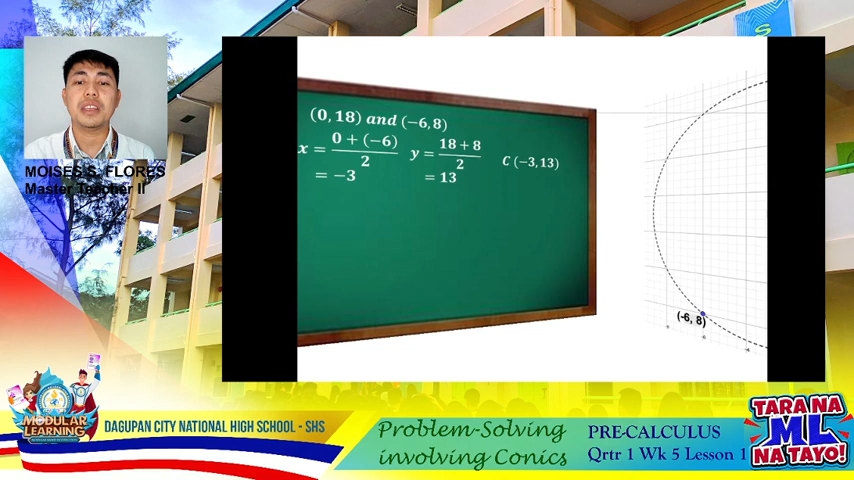 MOISES S. FLORES
Master Teacher II
(0, 18) and (−6, 8)
x = 0 + (−6) / 2
y = 18 + 8 / 2
C (−3, 13)
= −3
= 13
(-6, 8)
MODULAR
LEARNING
DAGUPAN CITY NATIONAL HIGH SCHOOL - SHS
Problem-Solving
involving Conics
PRE-CALCULUS
Qrtr 1 Wk 5 Lesson 1
TARA NA
ML
NA TAYO!